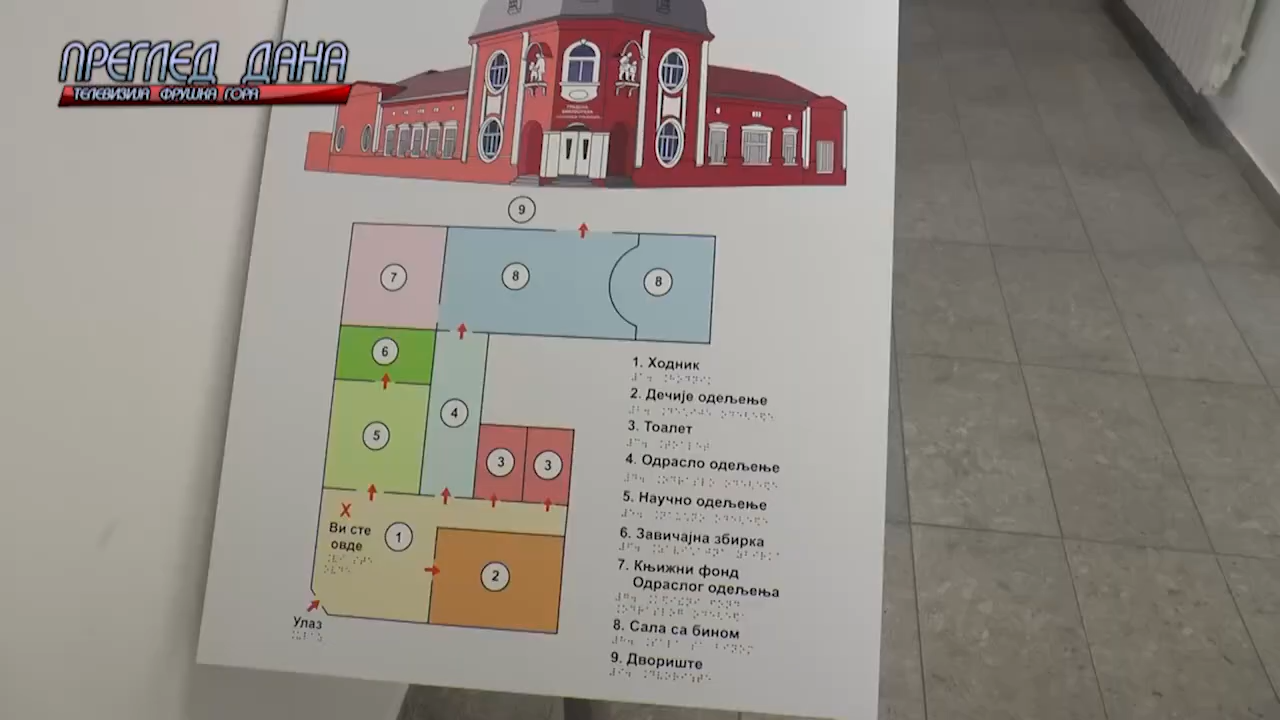 ПРЕГЛЕД ДАНА
ТЕЛЕВИЗИЈА ФРУШКА ГОРА
ГРАДСКА
БИБЛИОТЕКА
9
7
8
8
6
5
4
3
3
X
Ви сте
овде
1
2
Улаз
1. Ходник
2. Дечије одељење
3. Тоалет
4. Одрасло одељење
5. Научно одељење
6. Завичајна збирка
7. Књижни фонд
Одраслог одељења
8. Сала са бином
9. Двориште